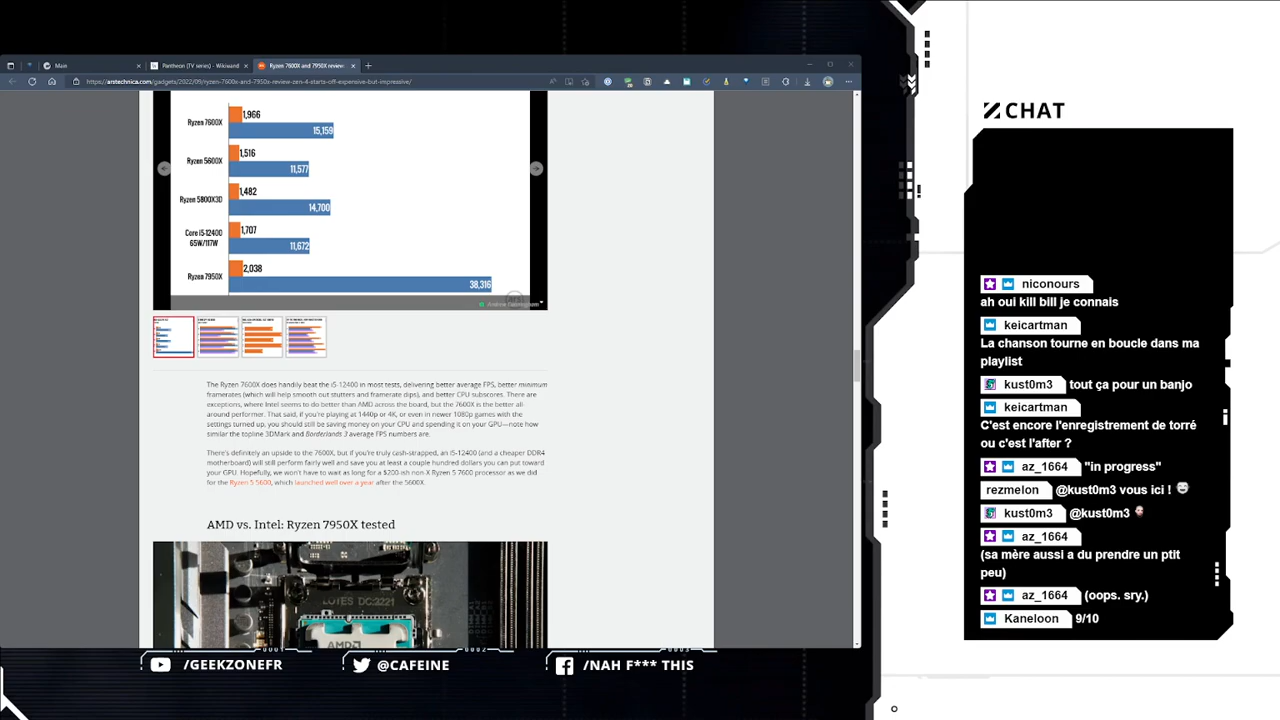 Main
Pantheon (TV series) - Wikiwand
Ryzen 7600X and 7950X review:
https://arstechnica.com/gadgets/2022/09/ryzen-7600x-and-7950x-review-zen-4-starts-off-expensive-but-impressive/
Ryzen 7600X
1,966
15,159
Ryzen 5600X
1,516
11,577
Ryzen 5800X3D
1,482
14,700
Core i5-12400
65W/117W
1,707
11,672
Ryzen 7950X
2,038
38,316
The Ryzen 7600X does handily beat the i5-12400 in most tests, delivering better average FPS, better minimum
framerates (which will help smooth out stutters and framerate dips), and better CPU subscores. There are
exceptions, where Intel seems to do better than AMD across the board, but the 7600X is the better all-
around performer. That said, if you're playing at 1440p or 4K, or even in newer 1080p games with the
settings turned up, you should still be saving money on your CPU and spending it on your GPU—note how
similar the topline 3DMark and Borderlands 3 average FPS numbers are.
There's definitely an upside to the 7600X, but if you're truly cash-strapped, an i5-12400 (and a cheaper DDR4
motherboard) will still perform fairly well and save you at least a couple hundred dollars you can put toward
your GPU. Hopefully, we won't have to wait as long for a $200-ish non X Ryzen 5 7600 processor as we did
for the Ryzen 5 5600, which launched well over a year after the 5600X.
AMD vs. Intel: Ryzen 7950X tested
LOTES DC:3221
AMD
/GEEKZONEFR
@CAFEINE
/NAH F*** THIS
0001
0002
0003
CHAT
niconours
ah oui kill bill je connais
keicartman
La chanson tourne en boucle dans ma
playlist
kust0m3 tout ça pour un banjo
keicartman
C'est encore l'enregistrement de torré
ou c'est l'after ?
az_1664 "in progress"
rezmelon @kust0m3 vous ici !
kust0m3 @kust0m3
az_1664
(sa mère aussi a du prendre un ptit
peu)
az_1664 (oops. sry.)
Kaneloon 9/10